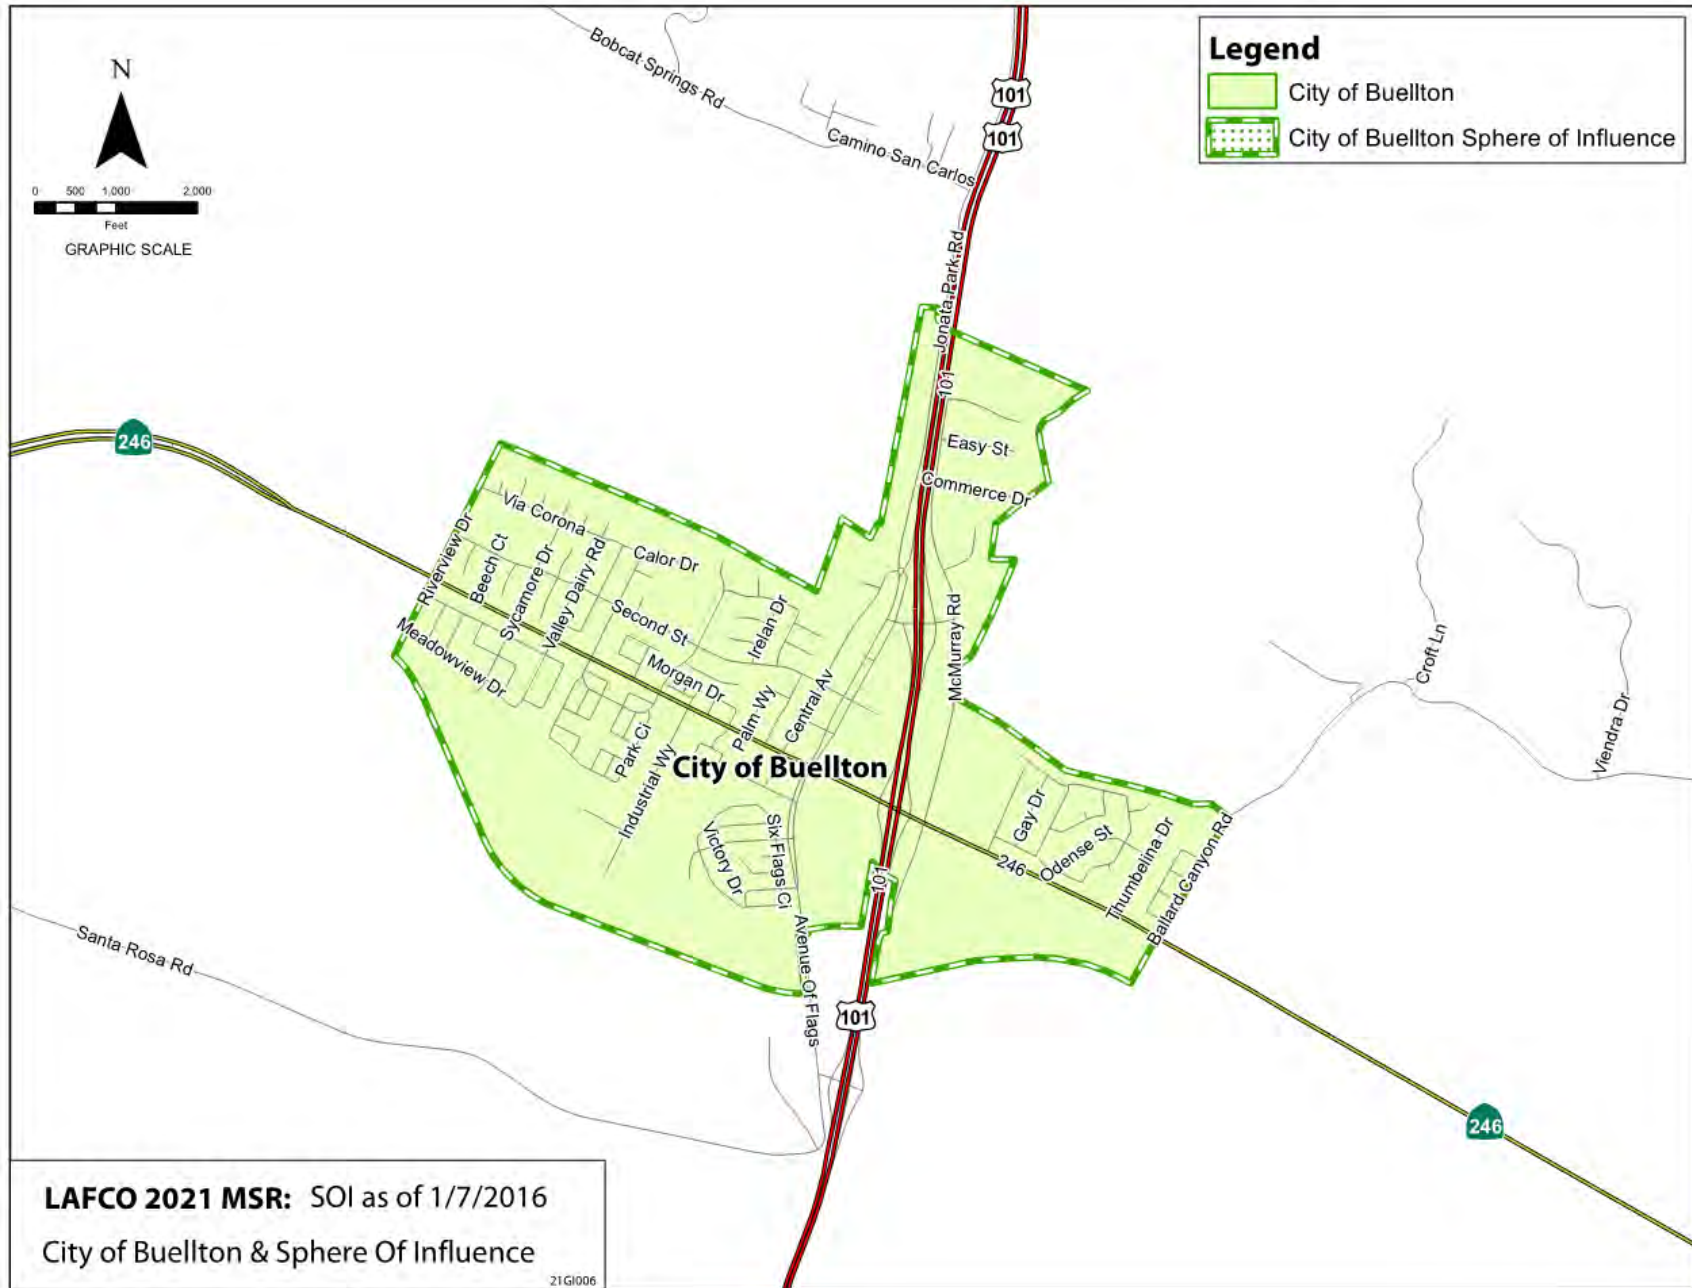 N
0 500 1,000 2,000
Feet
GRAPHIC SCALE
Legend
City of Buellton
City of Buellton Sphere of Influence
Bobcat Springs Rd
Camino San Carlos
101
101
Jonata Park Rd
101
246
Easy St
Commerce Dr
Via Corona
Calor Dr
Riverview Dr
Beech Ct
Sycamore Dr
Valley Dairy Rd
Second St
Irelan Dr
McMurray Rd
Meadowview Dr
Morgan Dr
Palm Wy
Central Av
Park Ci
Industrial Wy
City of Buellton
Croft Ln
Viendra Dr
Gay Dr
Odense St
Thumbelina Dr
Ballard Canyon Rd
246
Six Flags Ci
Victory Dr
101
Avenue Of Flags
Santa Rosa Rd
101
246
LAFCO 2021 MSR: SOI as of 1/7/2016
City of Buellton & Sphere Of Influence
21GI006